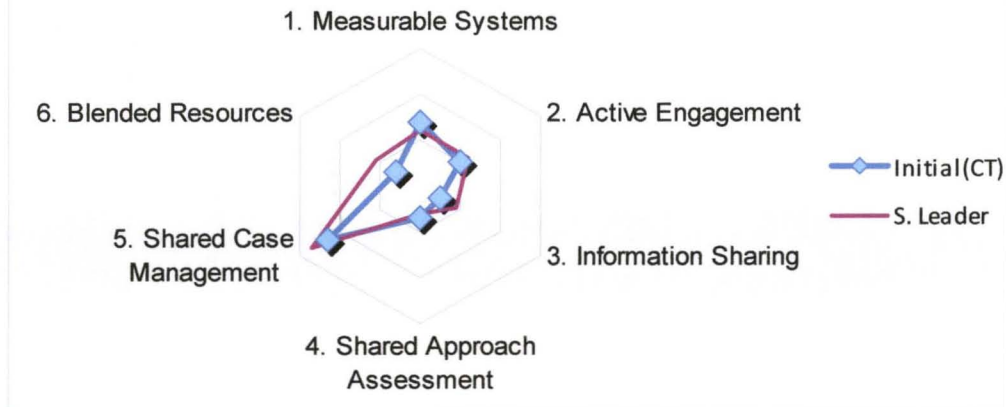 1. Measurable Systems
6. Blended Resources
2. Active Engagement
Initial(CT)
S. Leader
5. Shared Case
Management
3. Information Sharing
4. Shared Approach
Assessment